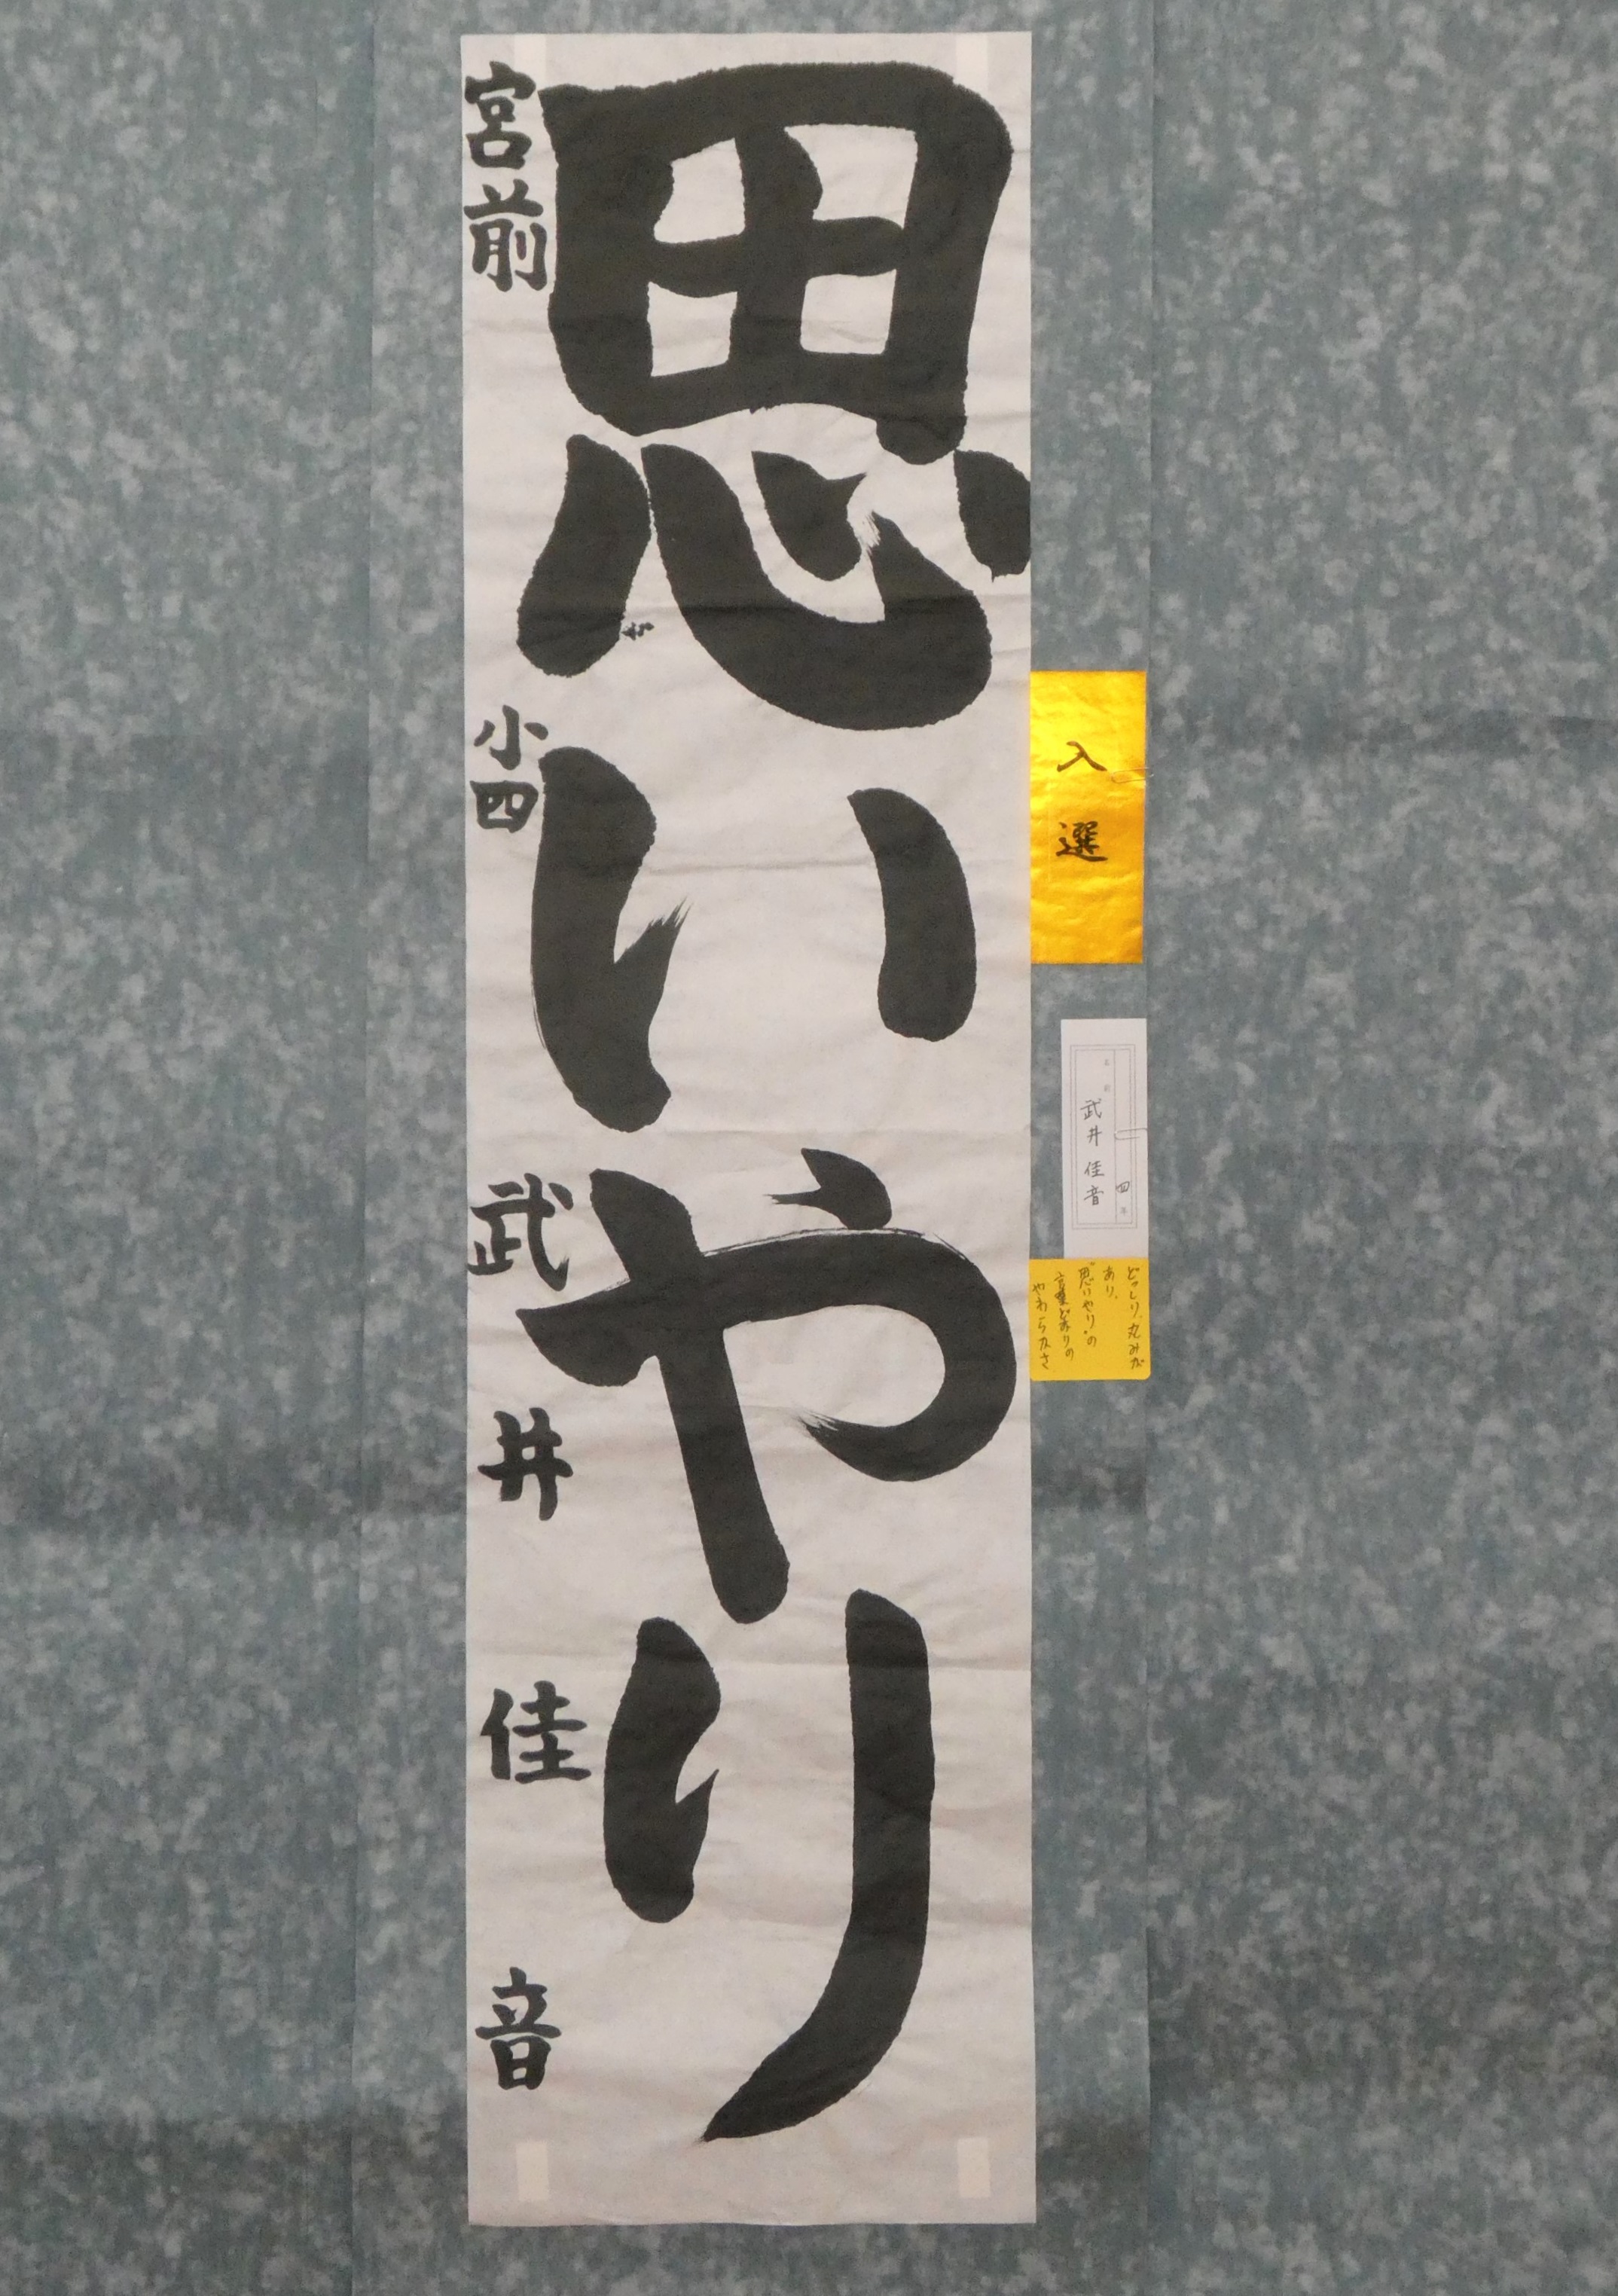 思いやり
宮前 小四 武井 佳音
入選
四年
名前 武井 佳音
どっしり、丸みが
あり、
"思いやり"の
言葉どおりの
やわらかさ